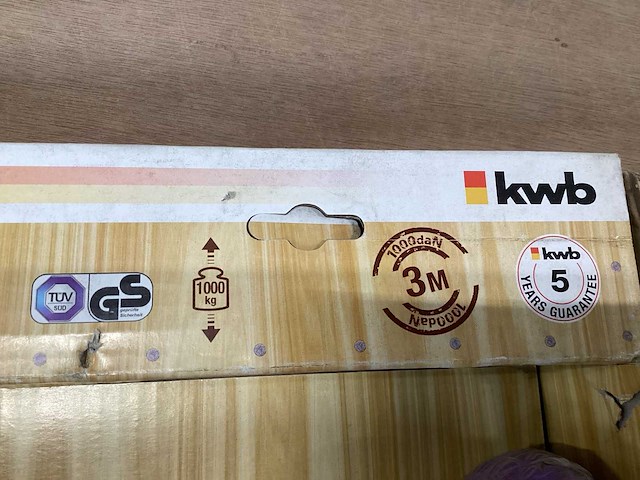 kwb
1000daN
3M
1000daN
kwb
5
YEARS GUARANTEE
1000
kg
TÜV
SÜD
GS
geprüfte
Sicherheit